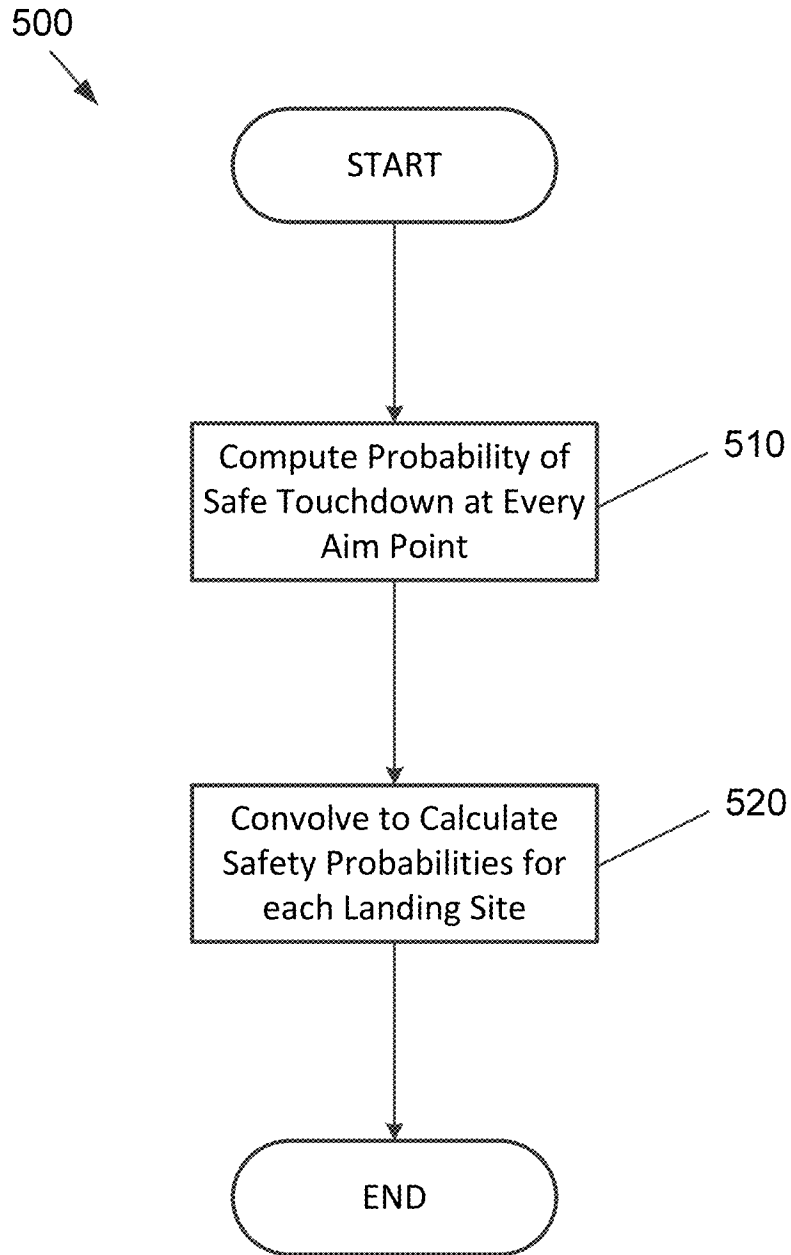 500
START
Compute Probability of
Safe Touchdown at Every
Aim Point
510
Convolve to Calculate
Safety Probabilities for
each Landing Site
520
END